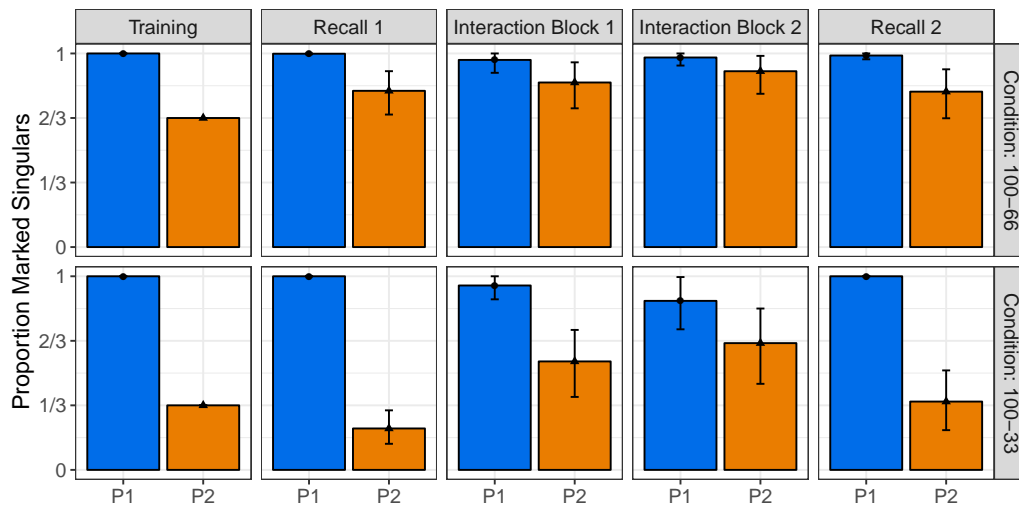 Training Recall 1 Interaction Block 1 Interaction Block 2 Recall 2
Proportion Marked Singulars
1
2/3
1/3
0
Condition: 100−66
1
2/3
1/3
0
Condition: 100−33
P1 P2 P1 P2 P1 P2 P1 P2 P1 P2